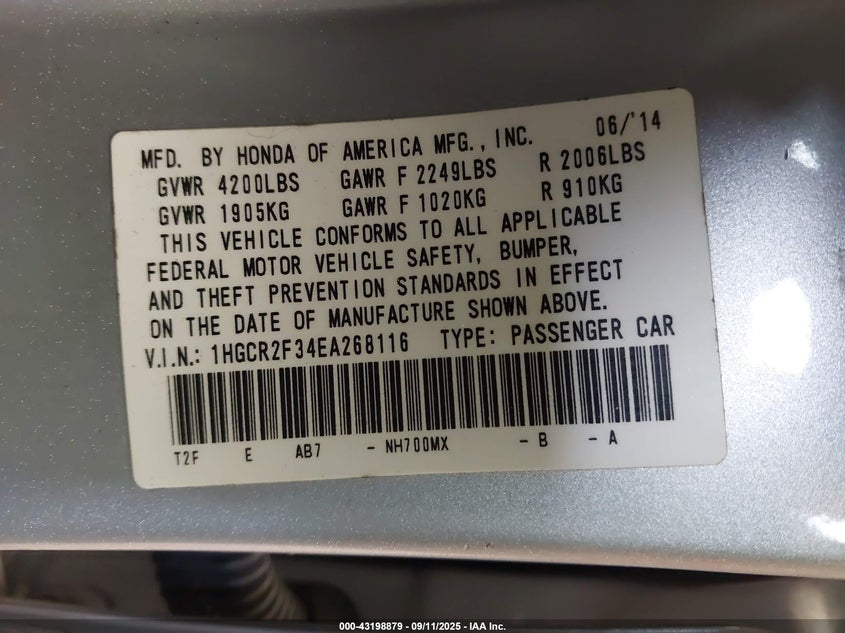 06/'14
MFD. BY HONDA OF AMERICA MFG., INC.
GVWR 4200LBS GAWR F 2249LBS R 2006LBS
GVWR 1905KG GAWR F 1020KG R 910KG
THIS VEHICLE CONFORMS TO ALL APPLICABLE
FEDERAL MOTOR VEHICLE SAFETY, BUMPER,
AND THEFT PREVENTION STANDARDS IN EFFECT
ON THE DATE OF MANUFACTURE SHOWN ABOVE.
V.I.N.: 1HGCR2F34EA268116 TYPE: PASSENGER CAR
T2F E AB7 - NH700MX - B - A
000-43198879 - 09/11/2025 - IAA Inc.